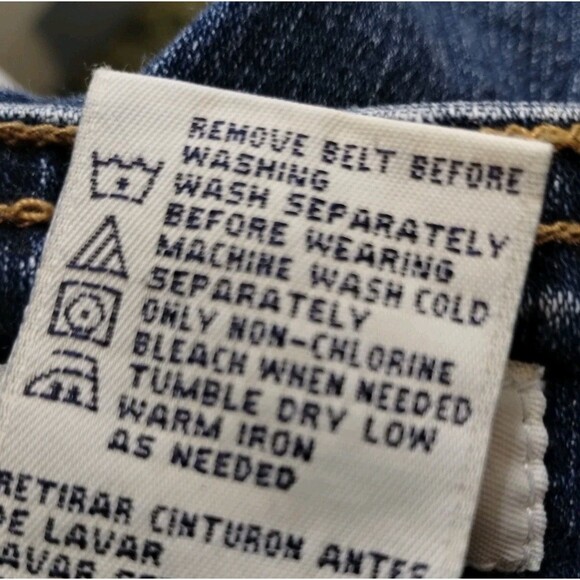 REMOVE BELT BEFORE
WASHING
WASH SEPARATELY
BEFORE WEARING
MACHINE WASH COLD
SEPARATELY
ONLY NON-CHLORINE
BLEACH WHEN NEEDED
TUMBLE DRY LOW
WARM IRON
AS NEEDED
RETIRAR CINTURON ANTES
DE LAVAR